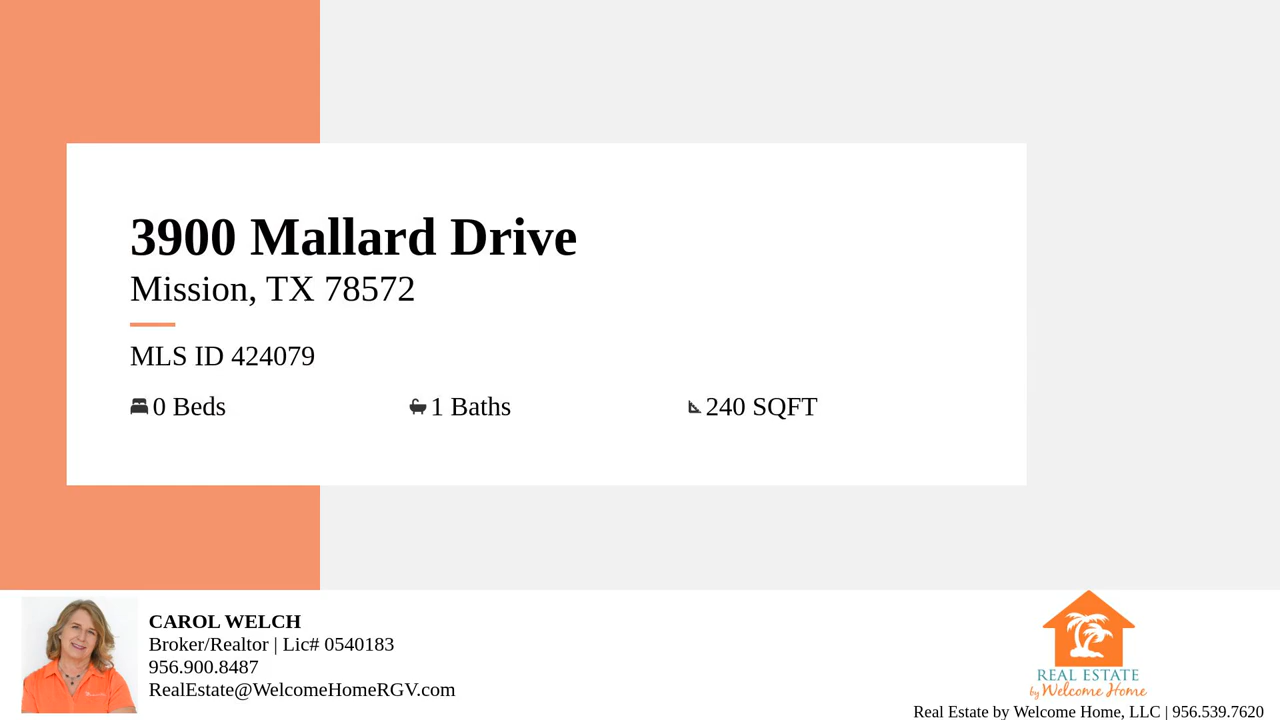 3900 Mallard Drive
Mission, TX 78572
MLS ID 424079
0 Beds 1 Baths 240 SQFT
CAROL WELCH
Broker/Realtor | Lic# 0540183
956.900.8487
RealEstate@WelcomeHomeRGV.com
REAL ESTATE
by Welcome Home
Real Estate by Welcome Home, LLC | 956.539.7620